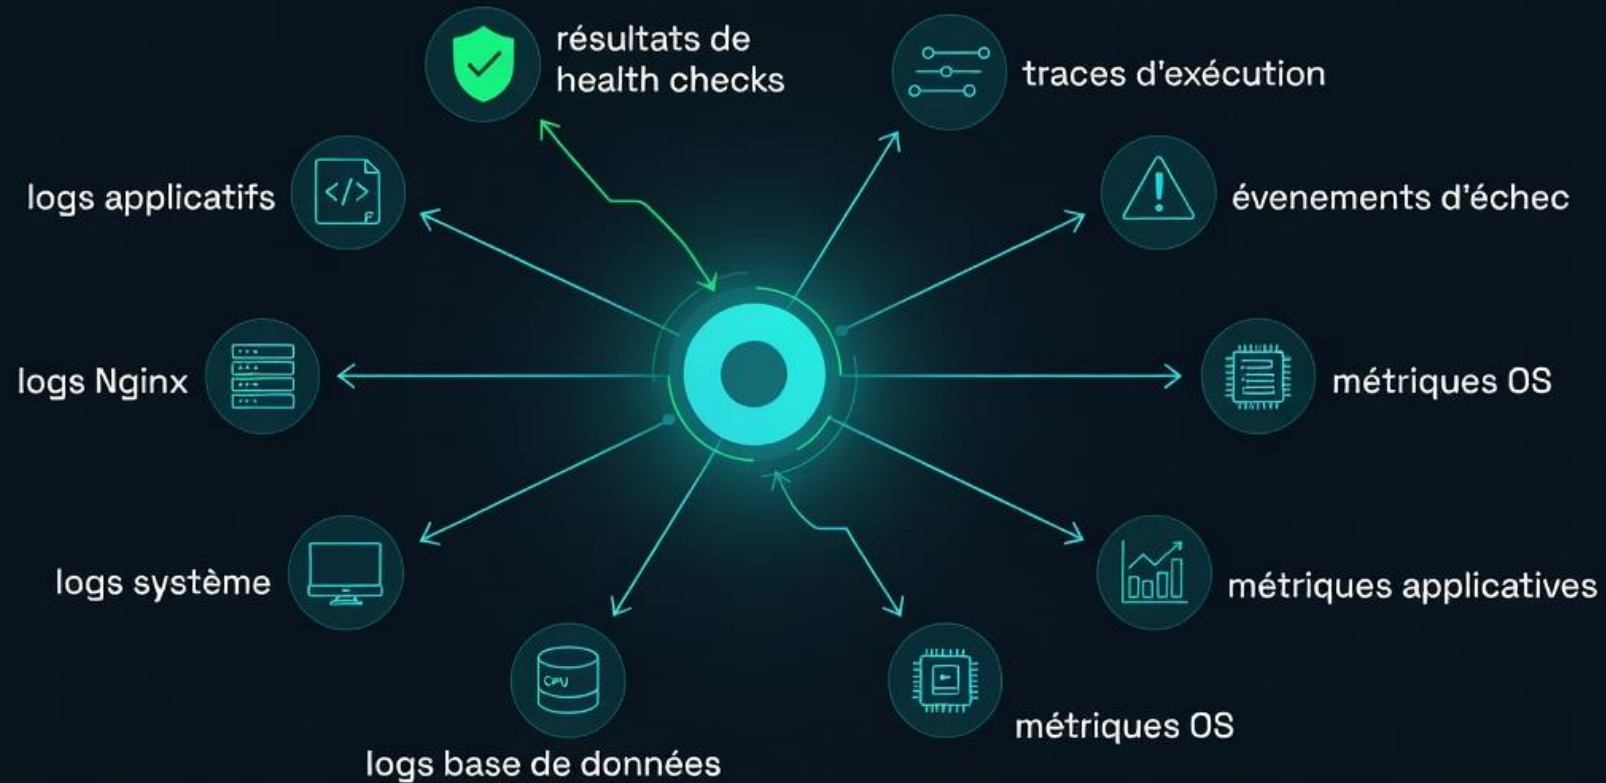 résultats de
health checks
traces d'exécution
logs applicatifs
</>
évenements d'échec
logs Nginx
métriques OS
logs système
métriques applicatives
CPU
métriques OS
logs base de données